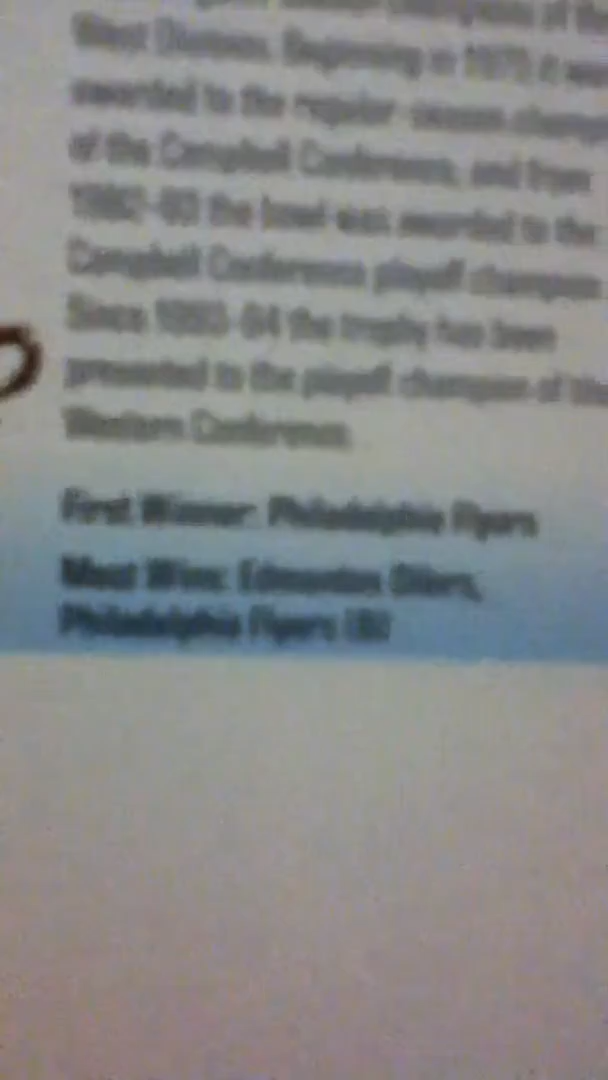 West Division. Beginning in 1975 it was
awarded to the regular-season
of the Campbell Conference, and from
1982-83 the bowl was awarded to the
Campbell Conference playoff champion.
Since 1993-94 the trophy has been
presented to the playoff champion of the
Western Conference.
First Winner: Philadelphia Flyers
Most Wins: Edmonton Oilers,
Philadelphia Flyers